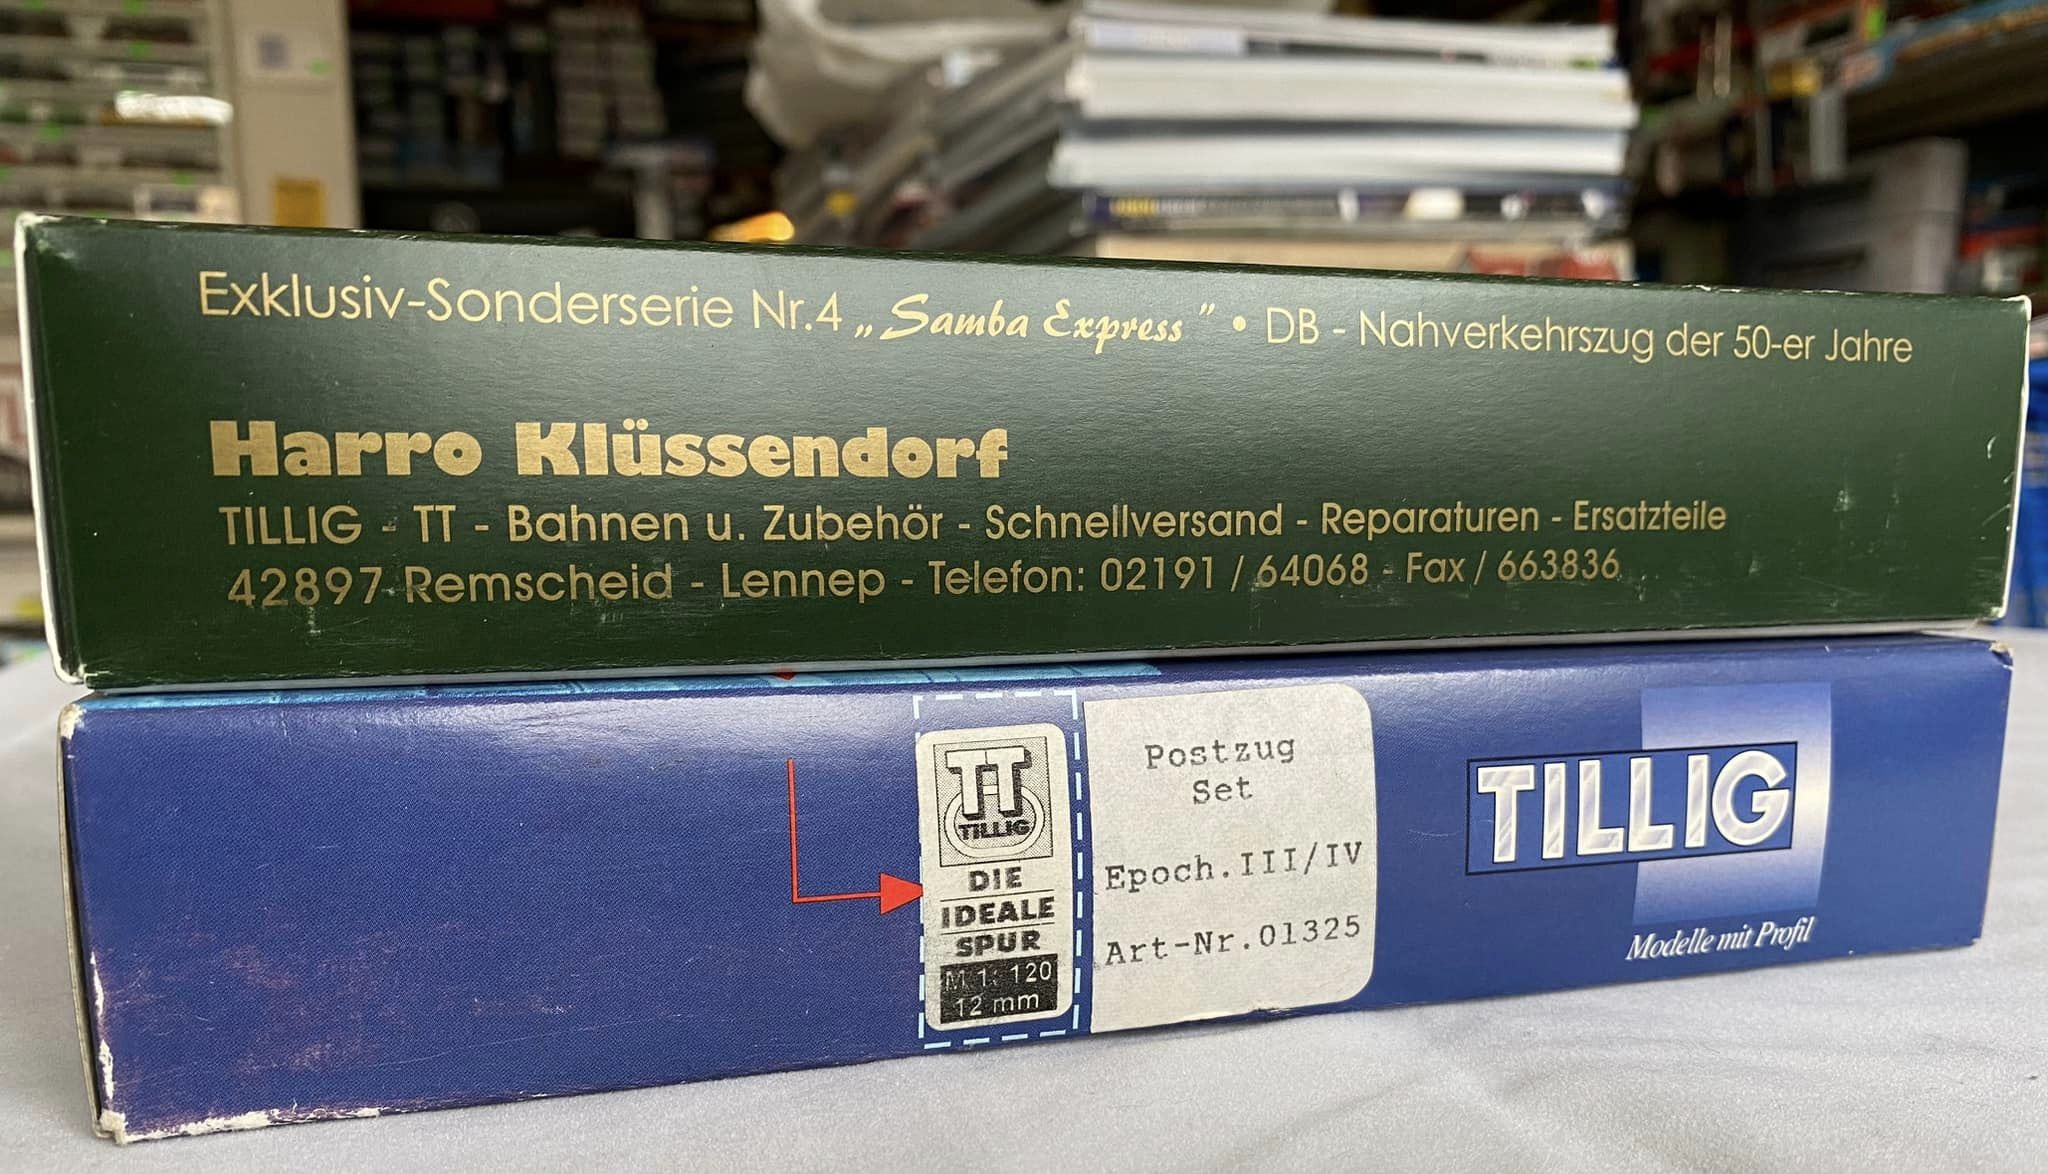 Exklusiv-Sonderserie Nr.4 „Samba Express" • DB - Nahverkehrszug der 50-er Jahre
Harro Klüssendorf
TILLIG - TT - Bahnen u. Zubehör - Schnellversand - Reparaturen - Ersatzteile
42897 Remscheid - Lennep - Telefon: 02191 / 64068 - Fax / 663836
TT
TILLIG
DIE
IDEALE
SPUR
M 1: 120
12 mm
Postzug
Set
Epoch.III/IV
Art-Nr.01325
TILLIG
Modelle mit Profil